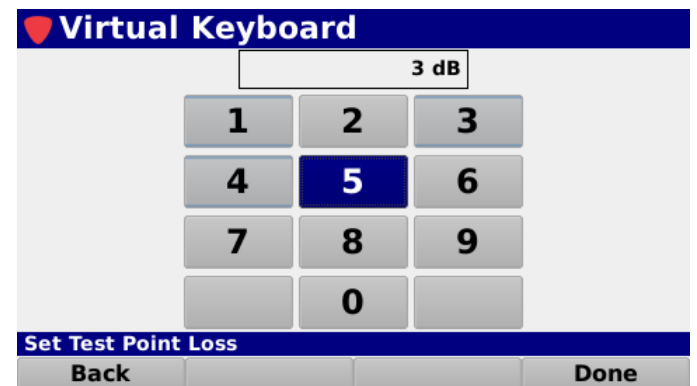 Virtual Keyboard
3 dB
1 2 3
4 5 6
7 8 9
0
Set Test Point Loss
Back Done